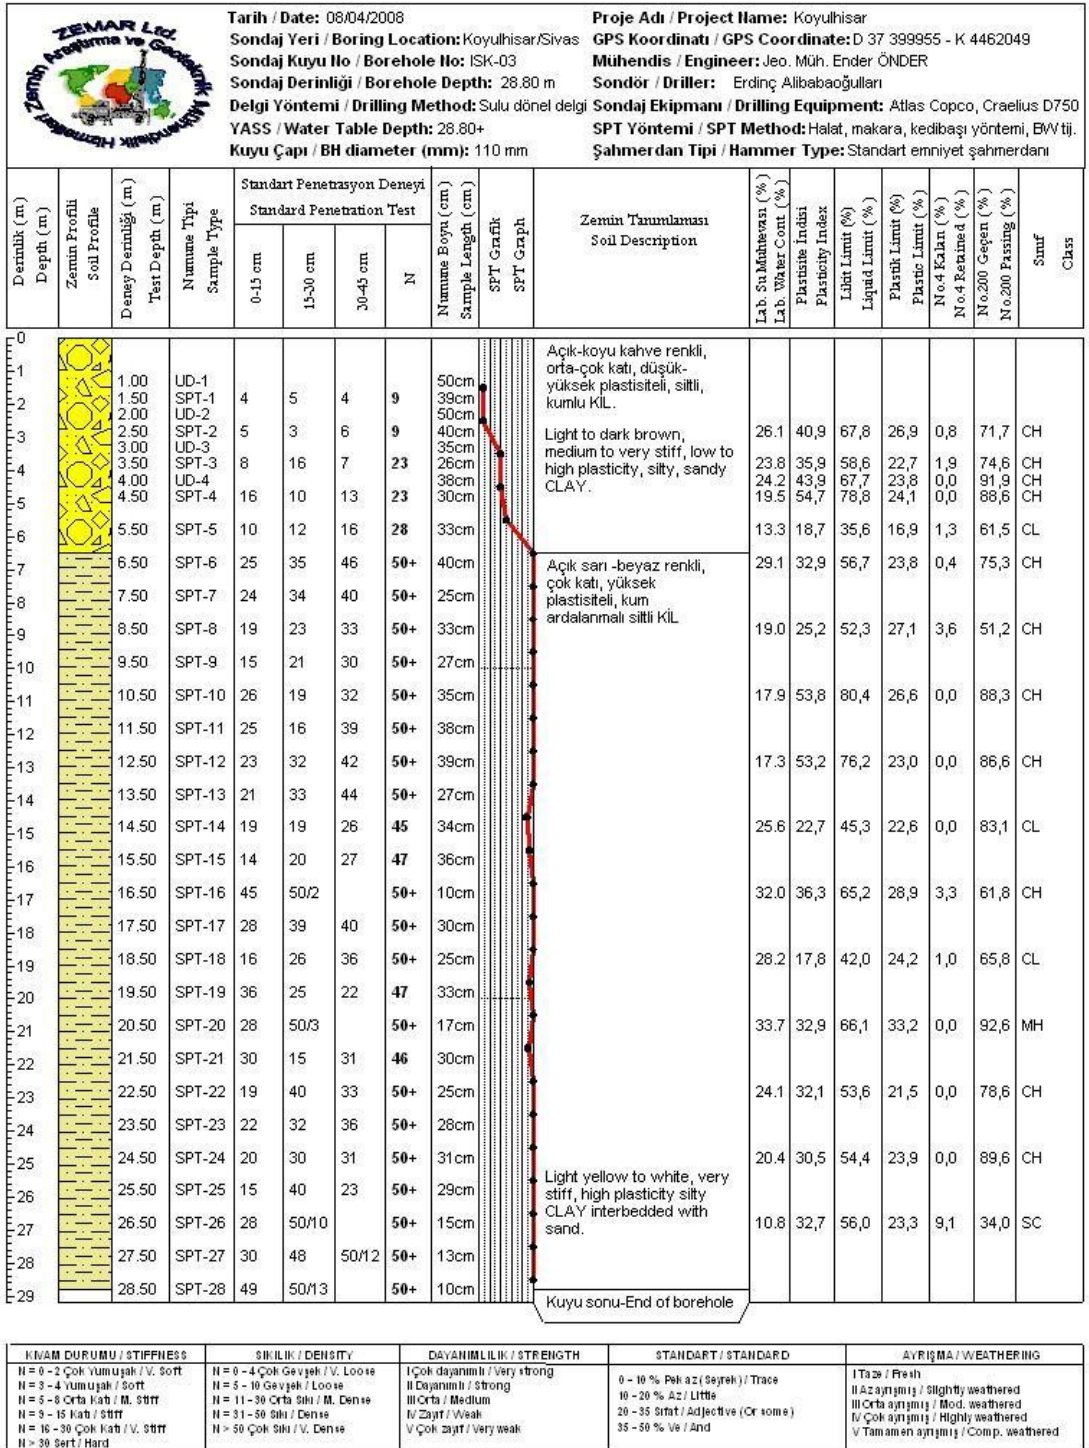 ZEMAR Ltd.
Zemin Araştırma ve Geoteknik Mühendislik Hizmetleri
Tarih / Date: 08/04/2008
Proje Adı / Project Name: Koyulhisar
Sondaj Yeri / Boring Location: Koyulhisar/Sivas
GPS Koordinatı / GPS Coordinate: D 37 399955 - K 4462049
Sondaj Kuyu No / Borehole No: ISK-03
Mühendis / Engineer: Jeo. Müh. Ender ÖNDER
Sondaj Derinliği / Borehole Depth: 28.80 m
Sondör / Driller: Erdinç Alibabaoğulları
Delgi Yöntemi / Drilling Method: Sulu dönel delgi
Sondaj Ekipmanı / Drilling Equipment: Atlas Copco, Craelius D750
YASS / Water Table Depth: 28.80+
SPT Yöntemi / SPT Method: Halat, makara, kedibaşı yöntemi, BW tij.
Kuyu Çapı / BH diameter (mm): 110 mm
Şahmerdan Tipi / Hammer Type: Standart emniyet şahmerdanı
Derinlik ( m )
Depth ( m )
Zemin Profili
Soil Profile
Deney Derinliği ( m )
Test Depth ( m )
Numune Tipi
Sample Type
Standart Penetrasyon Deneyi
Standard Penetration Test
0-15 cm
15-30 cm
30-45 cm
N
Numune Boyu ( cm )
Sample Length ( cm )
SPT Grafik
SPT Graph
Zemin Tanımlaması
Soil Description
Lab. Su Muhtevası ( % )
Lab. Water Cont. ( % )
Plastisite İndisi
Plasticity Index
Likit Limit (%)
Liquid Limit ( % )
Plastik Limit (%)
Plastic Limit ( % )
No.4 Kalan ( % )
No.4 Retained ( % )
No.200 Geçen ( % )
No.200 Passing ( % )
Sınıf
Class
0
1
2
3
4
5
6
7
8
9
10
11
12
13
14
15
16
17
18
19
20
21
22
23
24
25
26
27
28
29
1.00 UD-1 50cm
1.50 SPT-1 4 5 4 9 39cm
2.00 UD-2 50cm
2.50 SPT-2 5 3 6 9 40cm 26.1 40,9 67,8 26,9 0,8 71,7 CH
3.00 UD-3 35cm
3.50 SPT-3 8 16 7 23 26cm 23.8 35,9 58,6 22,7 1,9 74,6 CH
4.00 UD-4 38cm 24.2 43,9 67,7 23,8 0,0 91,9 CH
4.50 SPT-4 16 10 13 23 30cm 19.5 54,7 78,8 24,1 0,0 88,6 CH
5.50 SPT-5 10 12 16 28 33cm 13.3 18,7 35,6 16,9 1,3 61,5 CL
6.50 SPT-6 25 35 46 50+ 40cm 29.1 32,9 56,7 23,8 0,4 75,3 CH
7.50 SPT-7 24 34 40 50+ 25cm
8.50 SPT-8 19 23 33 50+ 33cm 19.0 25,2 52,3 27,1 3,6 51,2 CH
9.50 SPT-9 15 21 30 50+ 27cm
10.50 SPT-10 26 19 32 50+ 35cm 17.9 53,8 80,4 26,6 0,0 88,3 CH
11.50 SPT-11 25 16 39 50+ 38cm
12.50 SPT-12 23 32 42 50+ 39cm 17.3 53,2 76,2 23,0 0,0 86,6 CH
13.50 SPT-13 21 33 44 50+ 27cm
14.50 SPT-14 19 19 26 45 34cm 25.6 22,7 45,3 22,6 0,0 83,1 CL
15.50 SPT-15 14 20 27 47 36cm
16.50 SPT-16 45 50/2 50+ 10cm 32.0 36,3 65,2 28,9 3,3 61,8 CH
17.50 SPT-17 28 39 40 50+ 30cm
18.50 SPT-18 16 26 36 50+ 25cm 28.2 17,8 42,0 24,2 1,0 65,8 CL
19.50 SPT-19 36 25 22 47 33cm
20.50 SPT-20 28 50/3 50+ 17cm 33.7 32,9 66,1 33,2 0,0 92,6 MH
21.50 SPT-21 30 15 31 46 30cm
22.50 SPT-22 19 40 33 50+ 25cm 24.1 32,1 53,6 21,5 0,0 78,6 CH
23.50 SPT-23 22 32 36 50+ 28cm
24.50 SPT-24 20 30 31 50+ 31cm 20.4 30,5 54,4 23,9 0,0 89,6 CH
25.50 SPT-25 15 40 23 50+ 29cm
26.50 SPT-26 28 50/10 50+ 15cm 10.8 32,7 56,0 23,3 9,1 34,0 SC
27.50 SPT-27 30 48 50/12 50+ 13cm
28.50 SPT-28 49 50/13 50+ 10cm
Açık-koyu kahve renkli,
orta-çok katı, düşük-
yüksek plastisiteli, siltli,
kumlu KİL.
Light to dark brown,
medium to very stiff, low to
high plasticity, silty, sandy
CLAY.
Açık sarı -beyaz renkli,
çok katı, yüksek
plastisiteli, kum
ardalanmalı siltli KİL
Light yellow to white, very
stiff, high plasticity silty
CLAY interbedded with
sand.
Kuyu sonu-End of borehole
KIVAM DURUMU / STIFFNESS
N = 0 - 2 Çok Yumuşak / V. Soft
N = 3 - 4 Yumuşak / Soft
N = 5 - 8 Orta Katı / M. Stiff
N = 9 - 15 Katı / Stiff
N = 16 - 30 Çok Katı / V. Stiff
N > 30 Sert / Hard
SIKILIK / DENSITY
N = 0 - 4 Çok Gevşek / V. Loose
N = 5 - 10 Gevşek / Loose
N = 11 - 30 Orta Sıkı / M. Dense
N = 31 - 50 Sıkı / Dense
N > 50 Çok Sıkı / V. Dense
DAYANIMLILIK / STRENGTH
I Çok dayanımlı / Very strong
II Dayanımlı / Strong
III Orta / Medium
IV Zayıf / Weak
V Çok zayıf / Very weak
STANDART / STANDARD
0 - 10 % Pek az (Seyrek) / Trace
10 - 20 % Az / Little
20 - 35 Sıfat / Adjective (Or some)
35 - 50 % Ve / And
AYRIŞMA / WEATHERING
I Taze / Fresh
II Az ayrışmış / Slightly weathered
III Orta ayrışmış / Mod. weathered
IV Çok ayrışmış / Highly weathered
V Tamamen ayrışmış / Comp. weathered